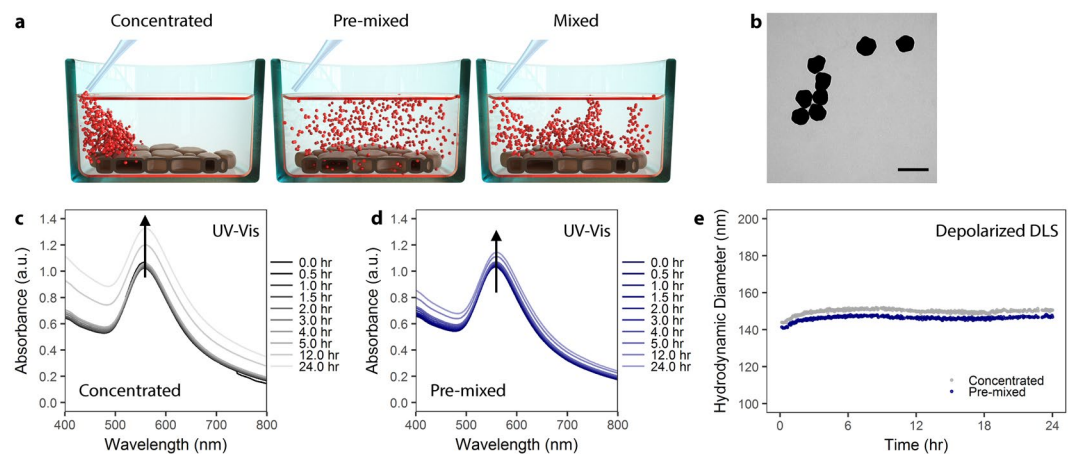 a
Concentrated
Pre-mixed
Mixed
b
c
UV-Vis
Absorbance (a.u.)
1.4
1.2
1.0
0.8
0.6
0.4
0.2
0.0
Concentrated
400
500
600
700
800
Wavelength (nm)
0.0 hr
0.5 hr
1.0 hr
1.5 hr
2.0 hr
3.0 hr
4.0 hr
5.0 hr
12.0 hr
24.0 hr
d
UV-Vis
Absorbance (a.u.)
1.4
1.2
1.0
0.8
0.6
0.4
0.2
0.0
Pre-mixed
400
500
600
700
800
Wavelength (nm)
0.0 hr
0.5 hr
1.0 hr
1.5 hr
2.0 hr
3.0 hr
4.0 hr
5.0 hr
12.0 hr
24.0 hr
e
Depolarized DLS
Hydrodynamic Diameter (nm)
200
180
160
140
120
100
Concentrated
Pre-mixed
0
6
12
18
24
Time (hr)